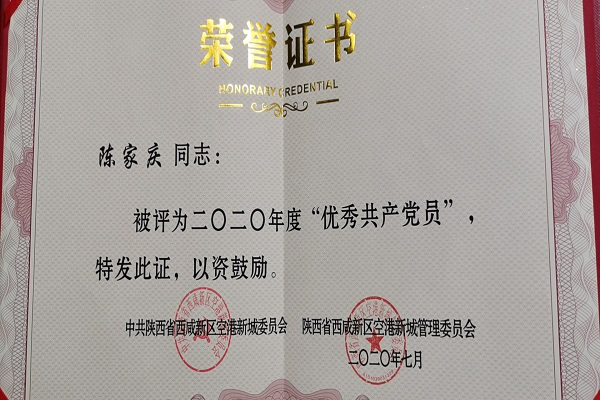 荣誉证书
HONORARY CREDENTIAL
陈家庆 同志：
被评为二〇二〇年度“优秀共产党员”，
特发此证，以资鼓励。
中共陕西省西咸新区空港新城委员会 陕西省西咸新区空港新城管理委员会
二〇二〇年七月